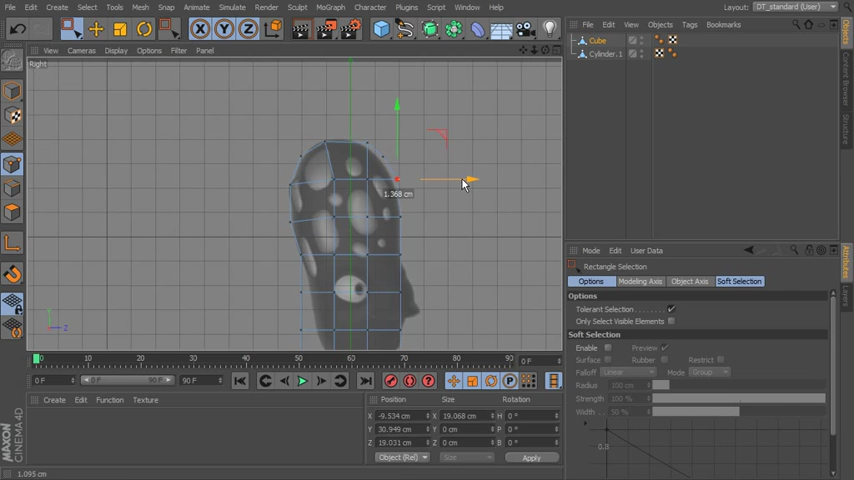 File Edit Create Select Tools Mesh Snap Animate Simulate Render Sculpt MoGraph Character Plugins Script Window Help Layout: DT_standard (User)
View Cameras Display Options Filter Panel
File Edit View Objects Tags Bookmarks
Right
Cube
Cylinder.1
Objects
Content Browser
Structure
1.368 cm
Mode Edit User Data
Rectangle Selection
Options Modeling Axis Object Axis Soft Selection
Options
Tolerant Selection
Only Select Visible Elements
Soft Selection
Enable Preview
Surface Rubber Restrict
Falloff Linear Mode Group
Radius 100 cm
Strength 100 %
Width 50 %
0.8
Attributes
Layers
Y
Z
0 10 20 30 40 50 60 70 80 90 0 F
0 F 0 F 90 F 90 F
Create Edit Function Texture
Position Size Rotation
X -9.534 cm X 19.068 cm H 0 °
Y 30.949 cm Y 0 cm P 0 °
Z 19.031 cm Z 0 cm B 0 °
Object (Rel) Size Apply
MAXON
CINEMA 4D
1.095 cm